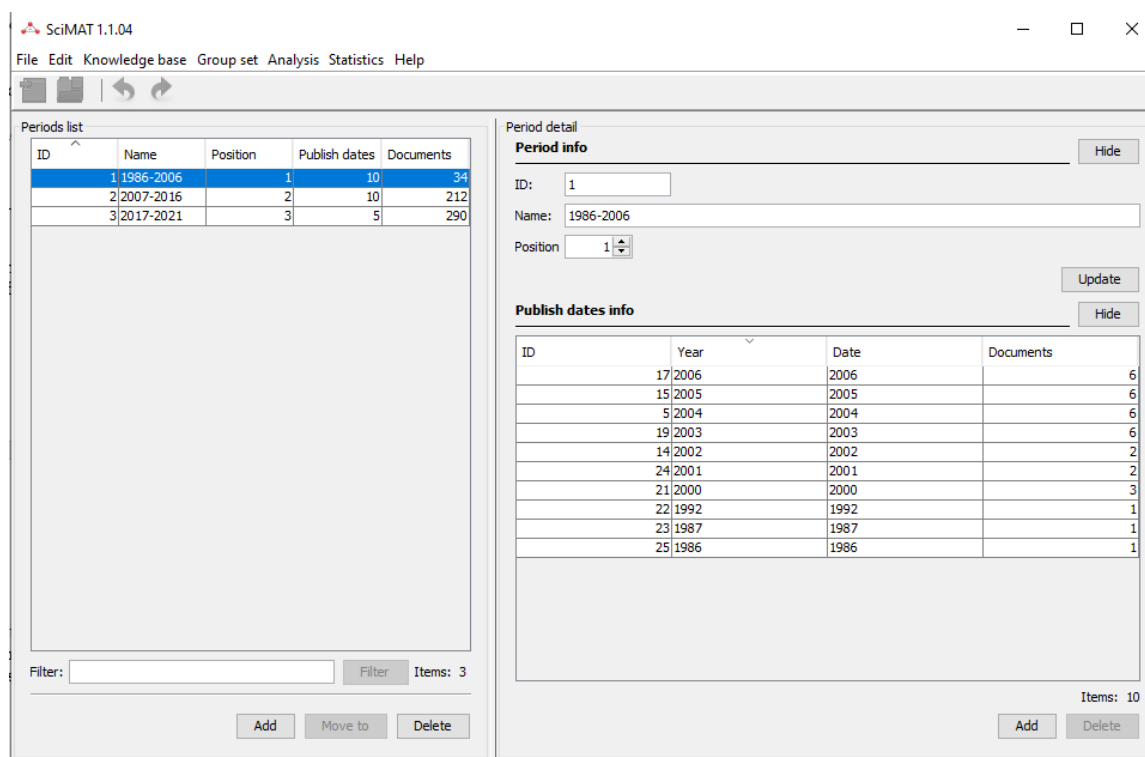 SciMAT 1.1.04
File Edit Knowledge base Group set Analysis Statistics Help
Periods list
ID Name Position Publish dates Documents
1 1986-2006 1 10 34
2 2007-2016 2 10 212
3 2017-2021 3 5 290
Filter: Filter Items: 3
Add Move to Delete
Period detail
Period info Hide
ID: 1
Name: 1986-2006
Position 1
Update
Publish dates info Hide
ID Year Date Documents
17 2006 2006 6
15 2005 2005 6
5 2004 2004 6
19 2003 2003 6
14 2002 2002 2
24 2001 2001 2
21 2000 2000 3
22 1992 1992 1
23 1987 1987 1
25 1986 1986 1
Items: 10
Add Delete